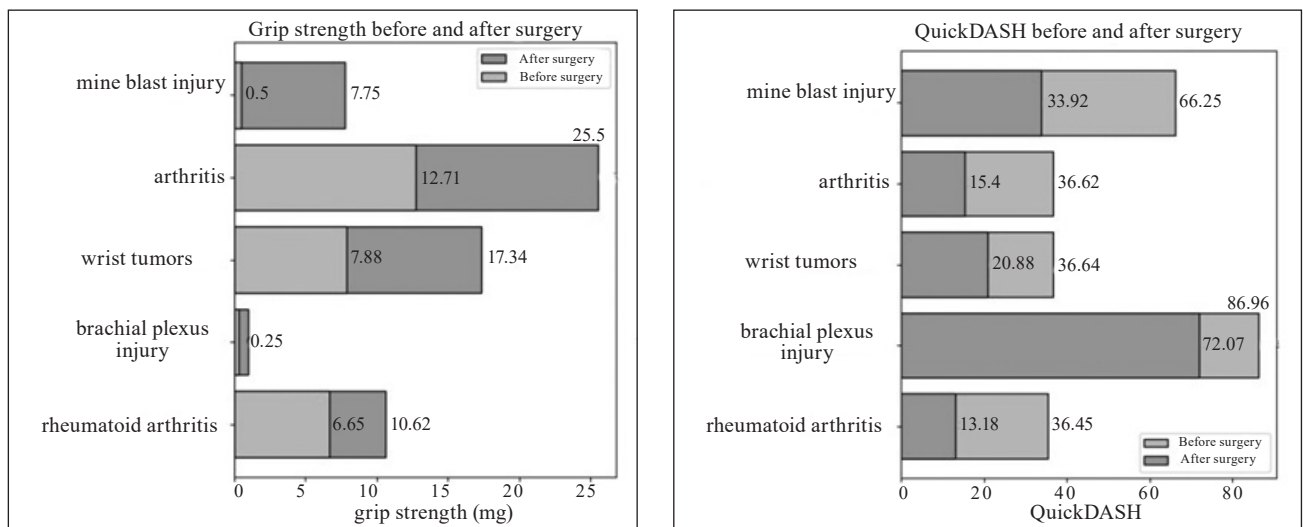 Grip strength before and after surgery
After surgery
Before surgery
mine blast injury
0.5
7.75
25.5
arthritis
12.71
wrist tumors
7.88
17.34
brachial plexus
injury
0.25
rheumatoid arthritis
6.65
10.62
0 5 10 15 20 25
grip strength (mg)
QuickDASH before and after surgery
mine blast injury
33.92
66.25
arthritis
15.4
36.62
wrist tumors
20.88
36.64
86.96
brachial plexus
injury
72.07
rheumatoid arthritis
13.18
36.45
Before surgery
After surgery
0 20 40 60 80
QuickDASH